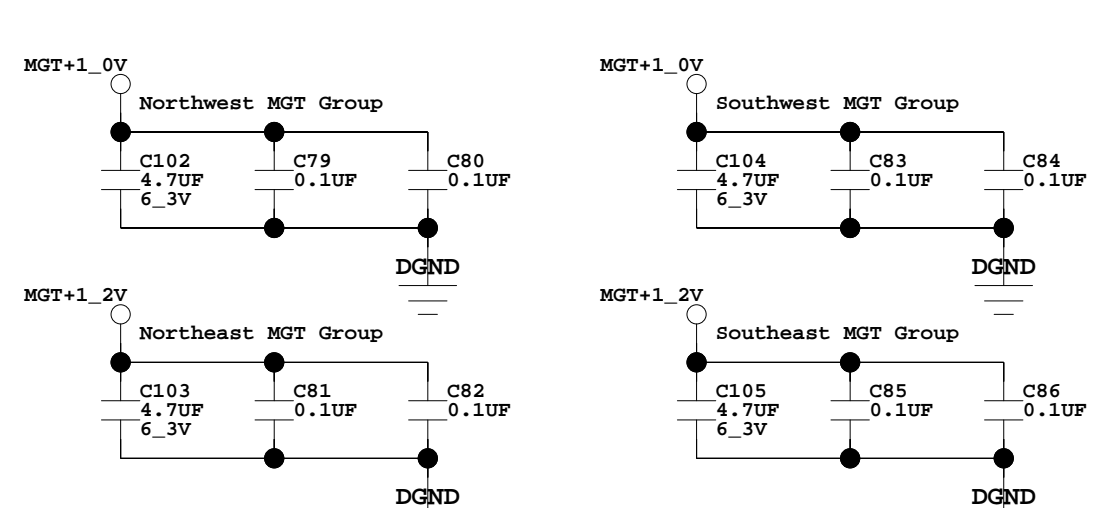 MGT+1_0V
Northwest MGT Group
C102
4.7UF
6_3V
C79
0.1UF
C80
0.1UF
DGND
MGT+1_0V
Southwest MGT Group
C104
4.7UF
6_3V
C83
0.1UF
C84
0.1UF
DGND
MGT+1_2V
Northeast MGT Group
C103
4.7UF
6_3V
C81
0.1UF
C82
0.1UF
DGND
MGT+1_2V
Southeast MGT Group
C105
4.7UF
6_3V
C85
0.1UF
C86
0.1UF
DGND